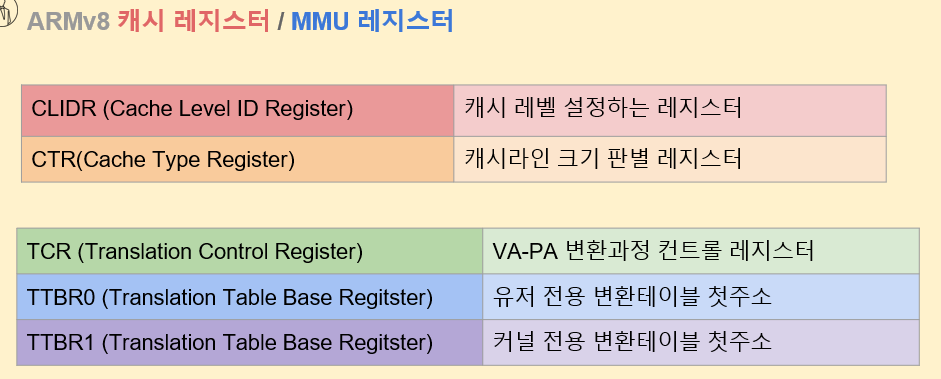 ARMv8 캐시 레지스터 / MMU 레지스터
CLIDR (Cache Level ID Register) 캐시 레벨 설정하는 레지스터
CTR(Cache Type Register) 캐시라인 크기 판별 레지스터
TCR (Translation Control Register) VA-PA 변환과정 컨트롤 레지스터
TTBR0 (Translation Table Base Regitster) 유저 전용 변환테이블 첫주소
TTBR1 (Translation Table Base Regitster) 커널 전용 변환테이블 첫주소